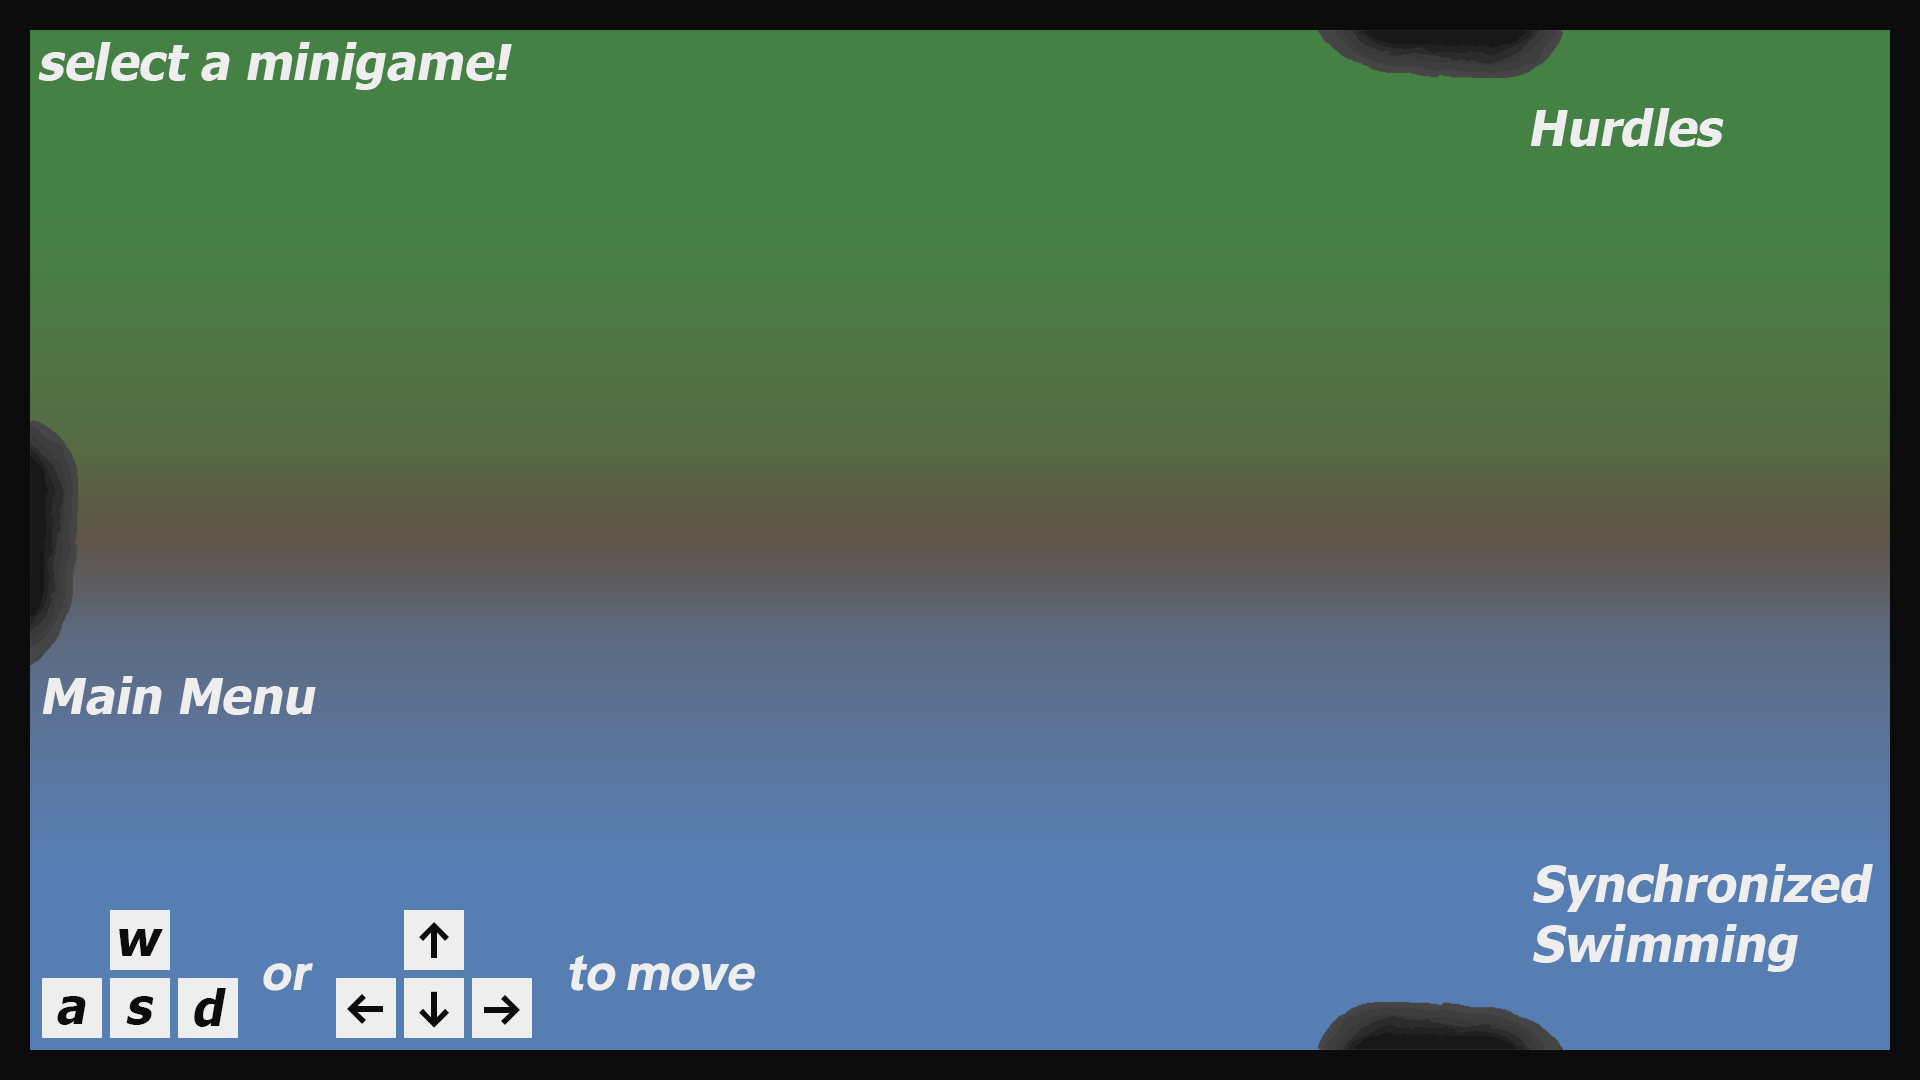 select a minigame!
Hurdles
Main Menu
Synchronized
Swimming
w
a s d
or
↑
← ↓ →
to move